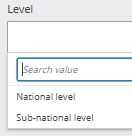 Level
Search value
National level
Sub-national level